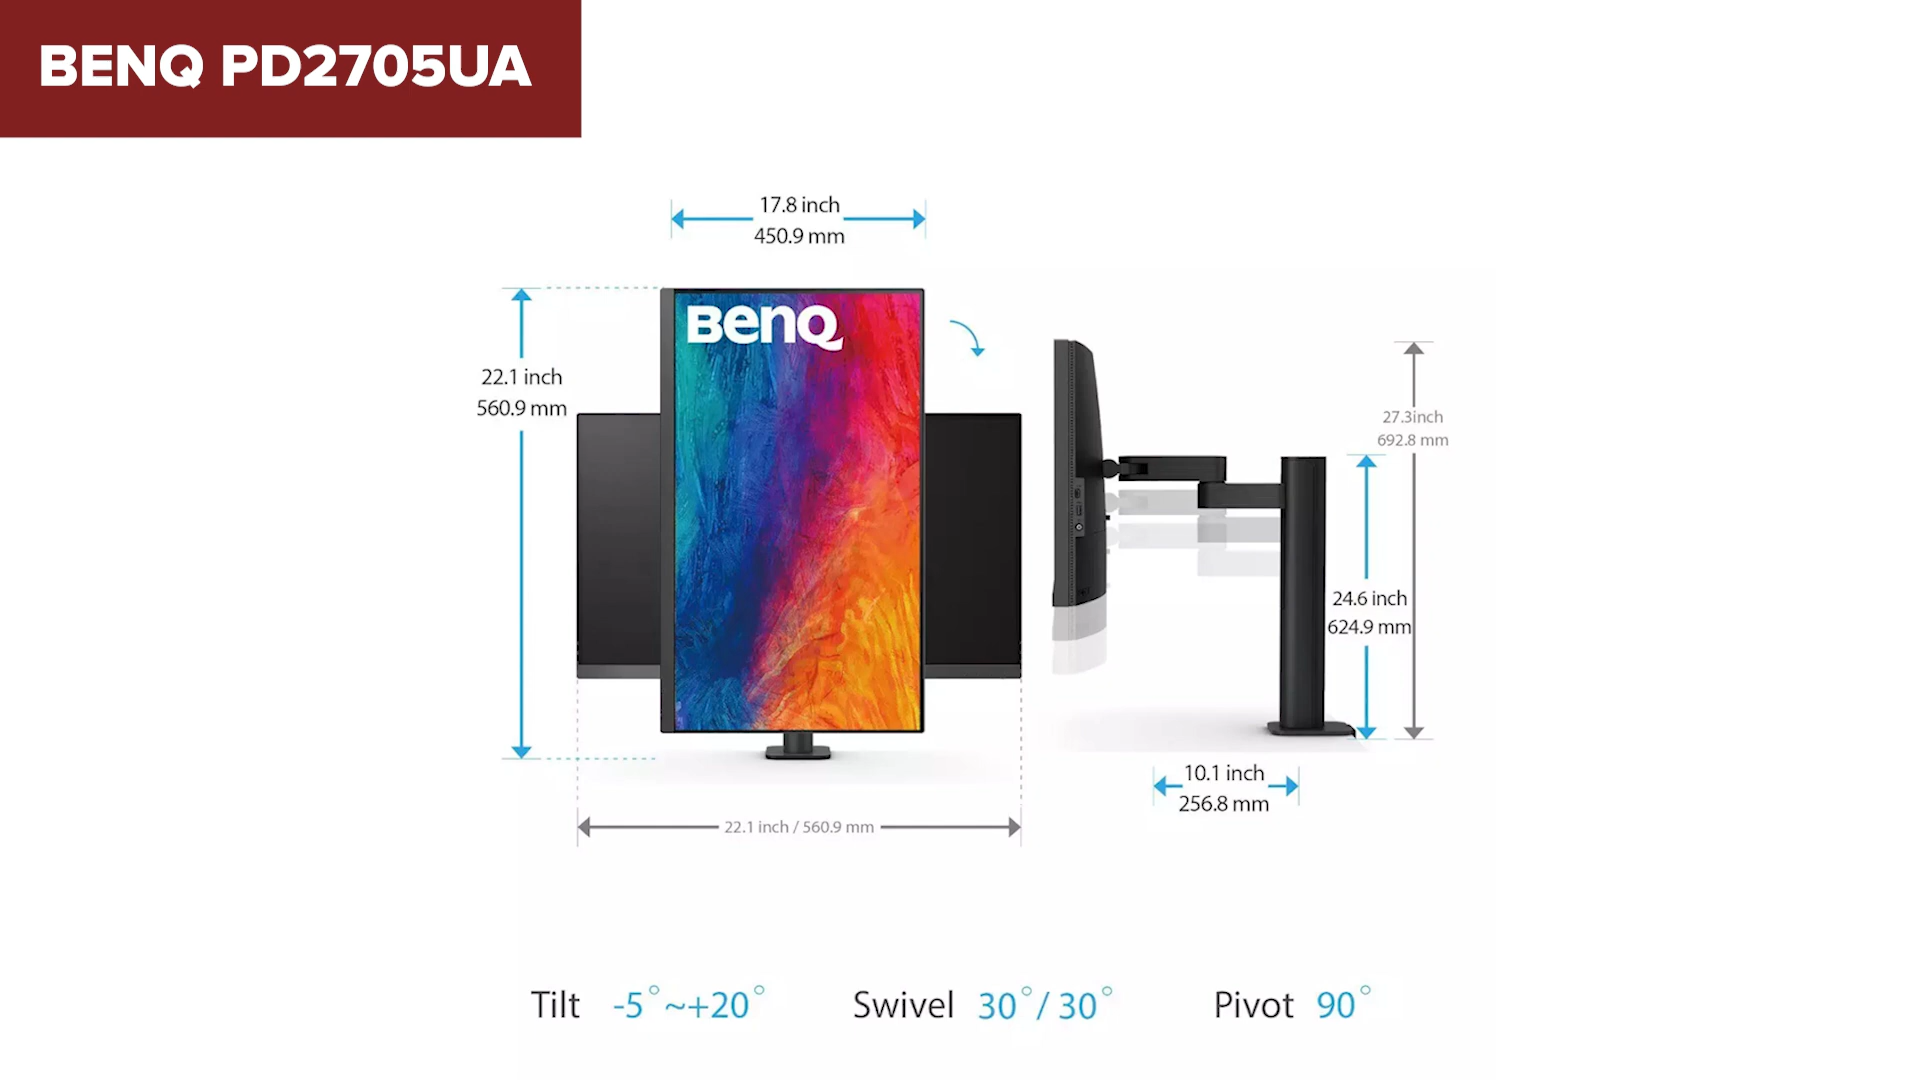 BENQ PD2705UA
17.8 inch
450.9 mm
BenQ
22.1 inch
560.9 mm
27.3inch
692.8 mm
24.6 inch
624.9 mm
10.1 inch
256.8 mm
22.1 inch / 560.9 mm
Tilt -5°~+20° Swivel 30°/ 30° Pivot 90°